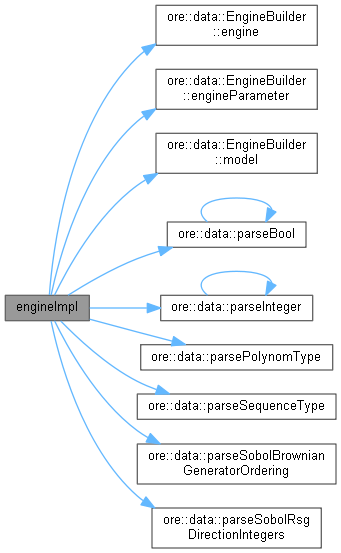 ore::data::EngineBuilder
::engine
ore::data::EngineBuilder
::engineParameter
ore::data::EngineBuilder
::model
ore::data::parseBool
engineImpl
ore::data::parseInteger
ore::data::parsePolynomType
ore::data::parseSequenceType
ore::data::parseSobolBrownian
GeneratorOrdering
ore::data::parseSobolRsg
DirectionIntegers